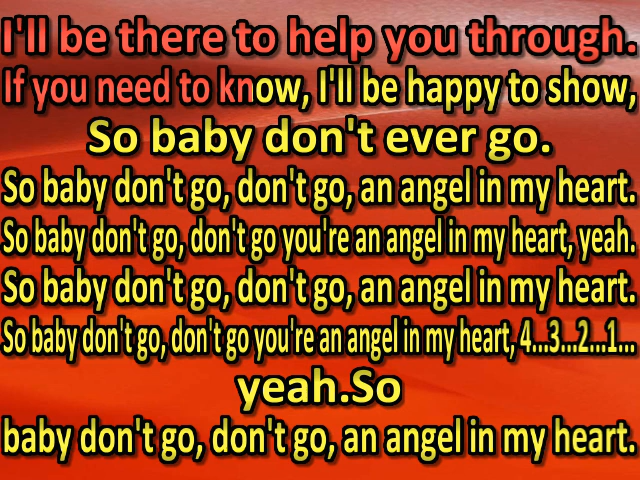 I'll be there to help you through.
If you need to know, I'll be happy to show,
So baby don't ever go.
So baby don't go, don't go, an angel in my heart.
So baby don't go, don't go you're an angel in my heart, yeah.
So baby don't go, don't go, an angel in my heart.
So baby don't go, don't go you're an angel in my heart, 4...3...2...1...
yeah.So
baby don't go, don't go, an angel in my heart.